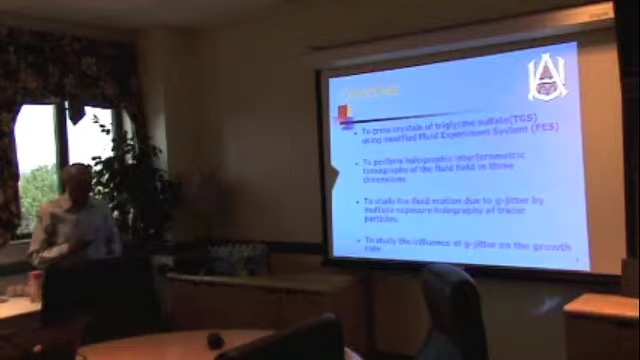 Objectives
To grow crystals of triglycine sulfate(TGS)
using modified Fluid Experiment System (FES)
To perform holographic interferometric
tomography of the fluid field in three
dimensions
To study the fluid motion due to g-jitter by
multiple exposure holography of tracer
particles.
To study the influence of g-jitter on the growth
rate.